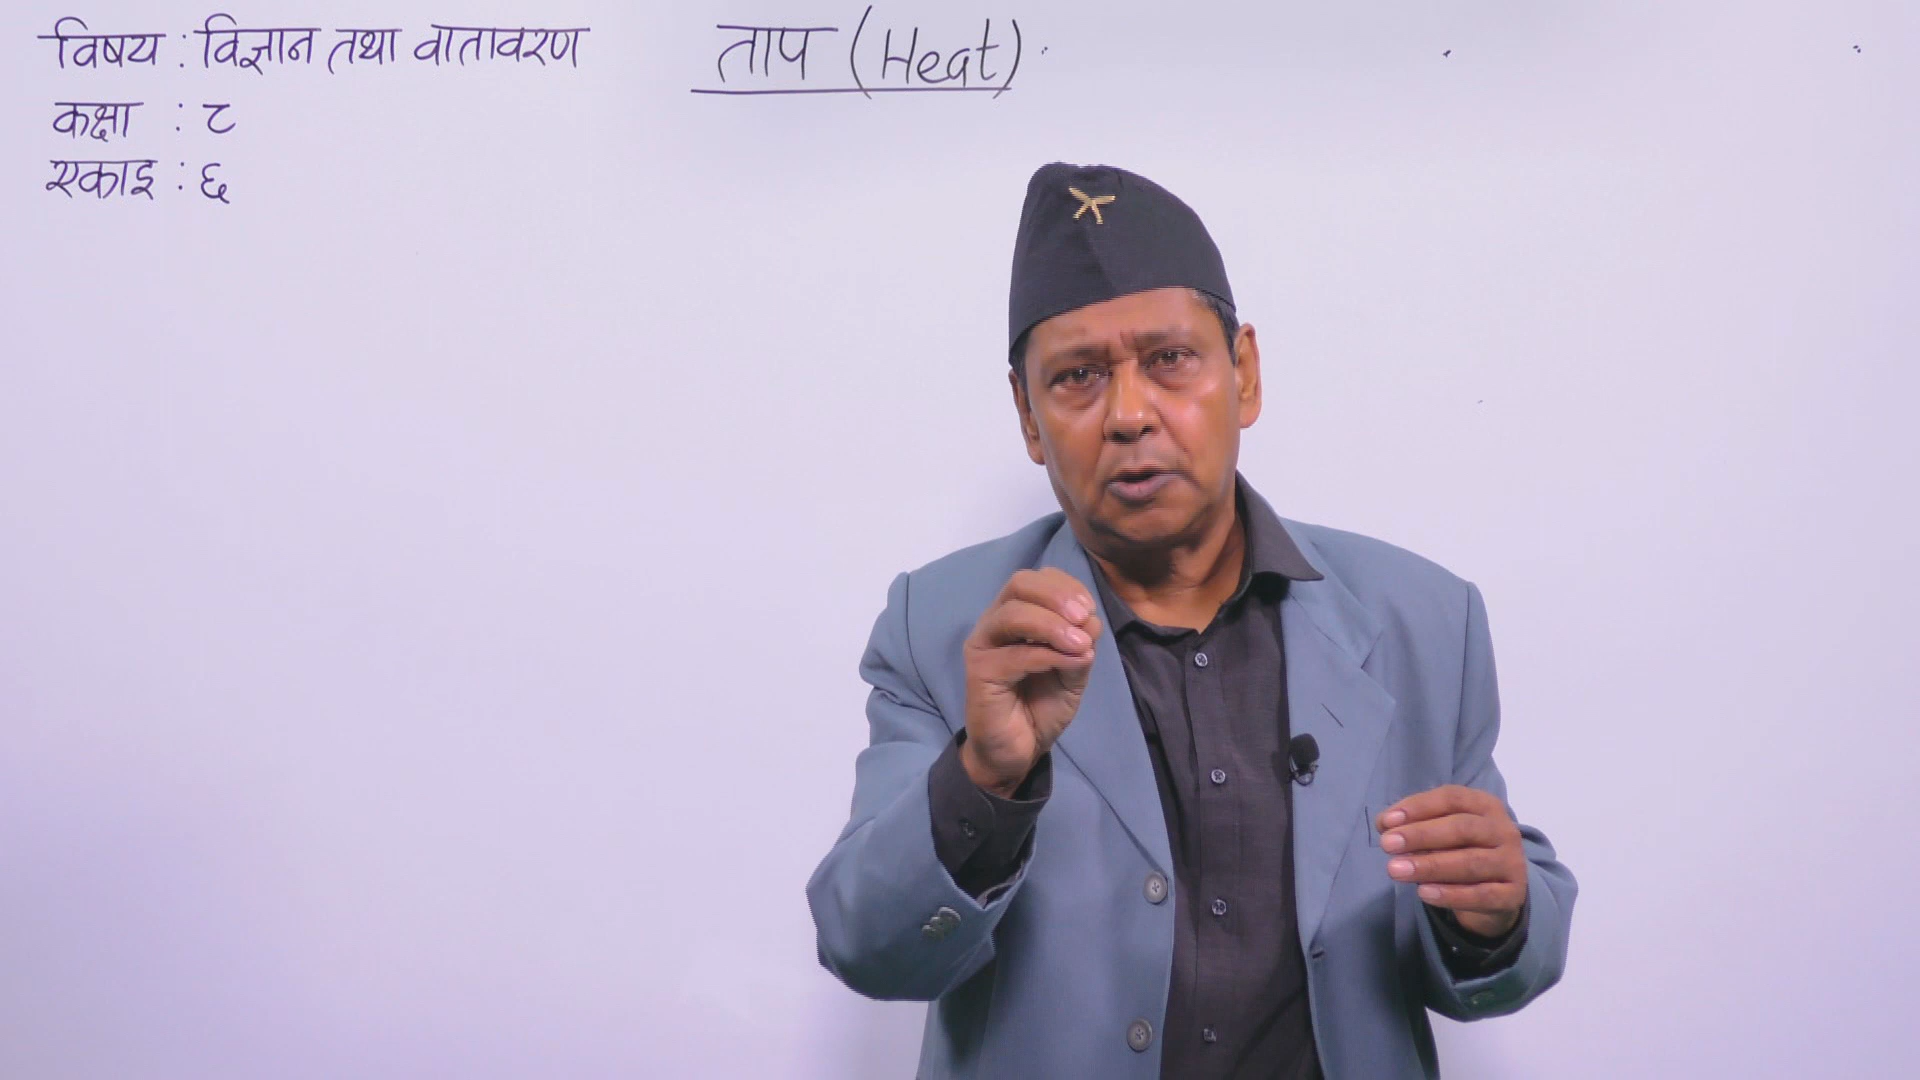 विषय : विज्ञान तथा वातावरण
ताप (Heat)
कक्षा : ८
एकाइ : ६